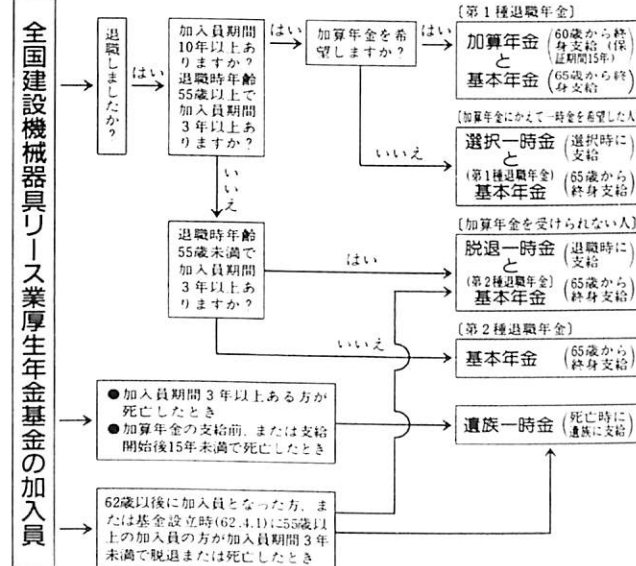 全国建設機械器具リース業厚生年金基金の加入員
退職しましたか?
はい
加入員期間
10年以上あ
りますか?
退職時年齢
55歳以上で
加入員期間
3年以上あ
りますか?
はい
加算年金を希
望しますか?
はい
〔第1種退職年金〕
加算年金(60歳から終身支給(保証期間15年))
と
基本年金(65歳から終身支給)
いいえ
〔加算年金にかえて一時金を希望した人〕
選択一時金(選択時に支給)
と
(第1種退職年金)
基本年金(65歳から終身支給)
いいえ
退職時年齢
55歳未満で
加入員期間
3年以上あ
りますか?
はい
〔加算年金を受けられない人〕
脱退一時金(退職時に支給)
と
(第2種退職年金)
基本年金(65歳から終身支給)
いいえ
〔第2種退職年金〕
基本年金(65歳から終身支給)
●加入員期間3年以上ある方が
死亡したとき
●加算年金の支給前、または支給
開始後15年未満で死亡したとき
遺族一時金(死亡時に遺族に支給)
62歳以後に加入員となった方、ま
たは基金設立時(62.4.1)に55歳以
上の加入員の方が加入員期間3年
未満で脱退または死亡したとき